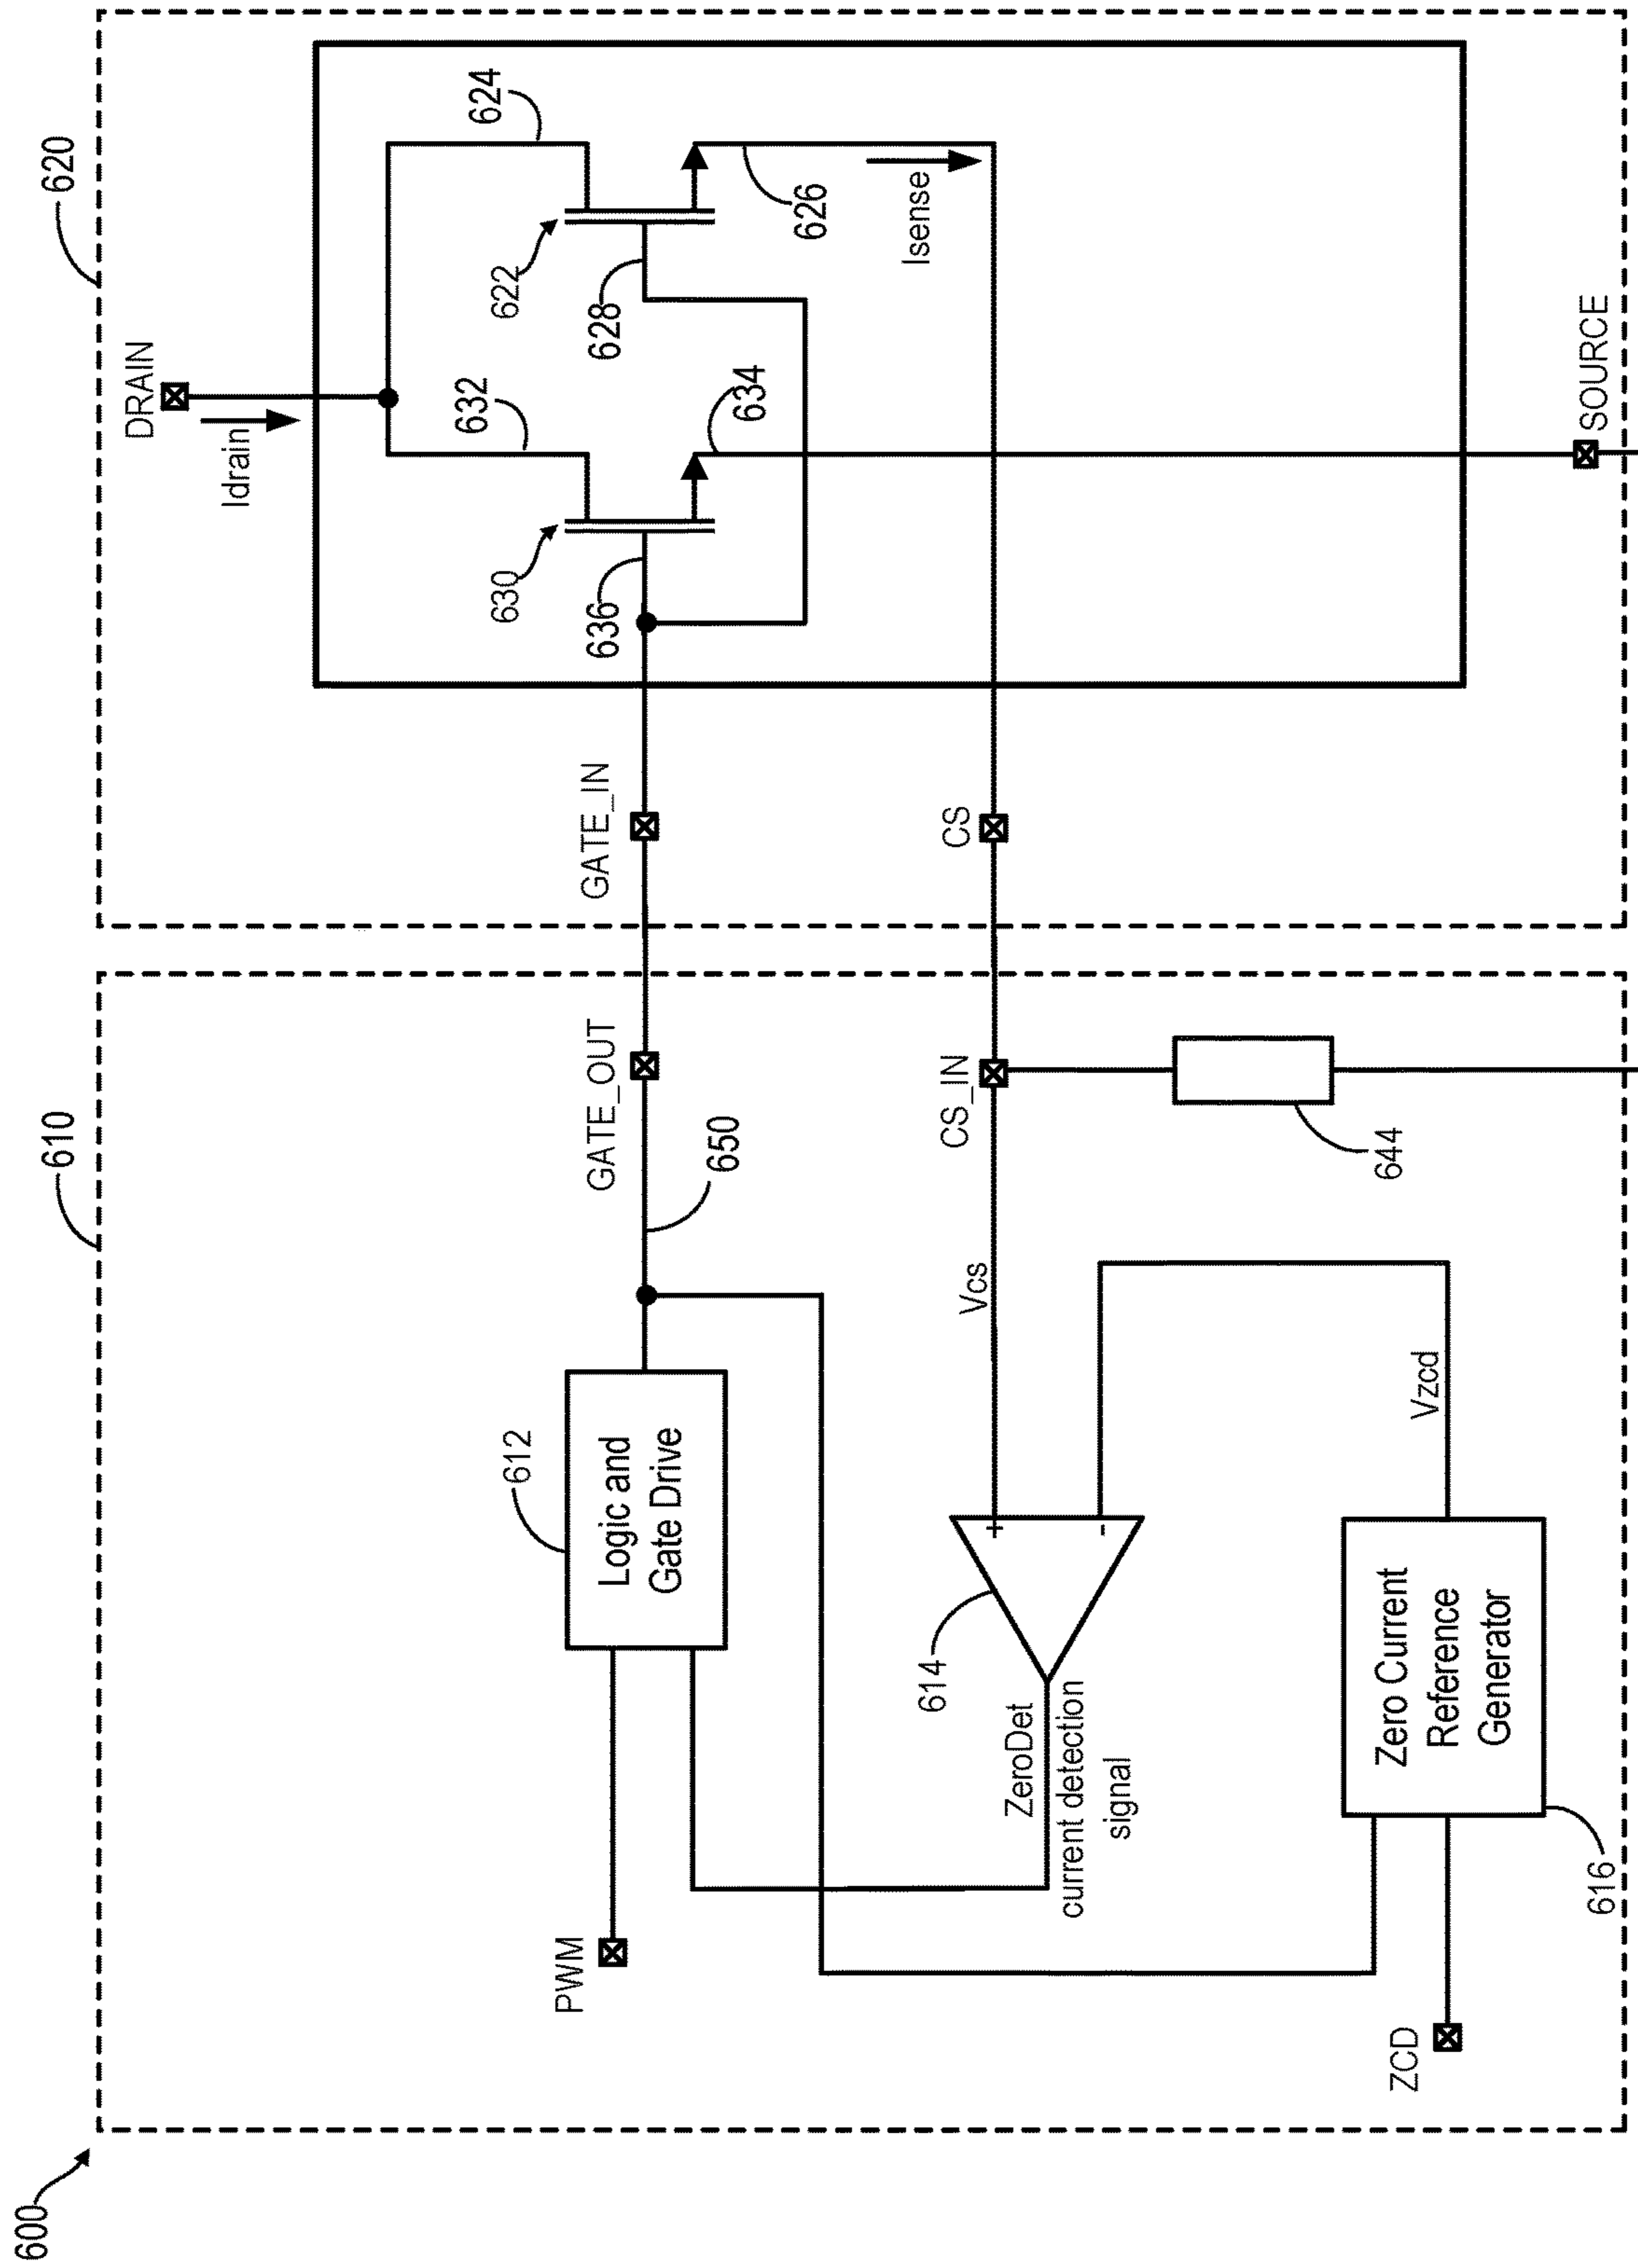 600
610
620
PWM
612
Logic and
Gate Drive
650
GATE_OUT
GATE_IN
DRAIN
Idrain
630
632
636
634
622
624
628
626
Isense
ZeroDet
current detection
signal
614
+
-
Vcs
CS_IN
CS
644
ZCD
Zero Current
Reference
Generator
616
Vzcd
SOURCE